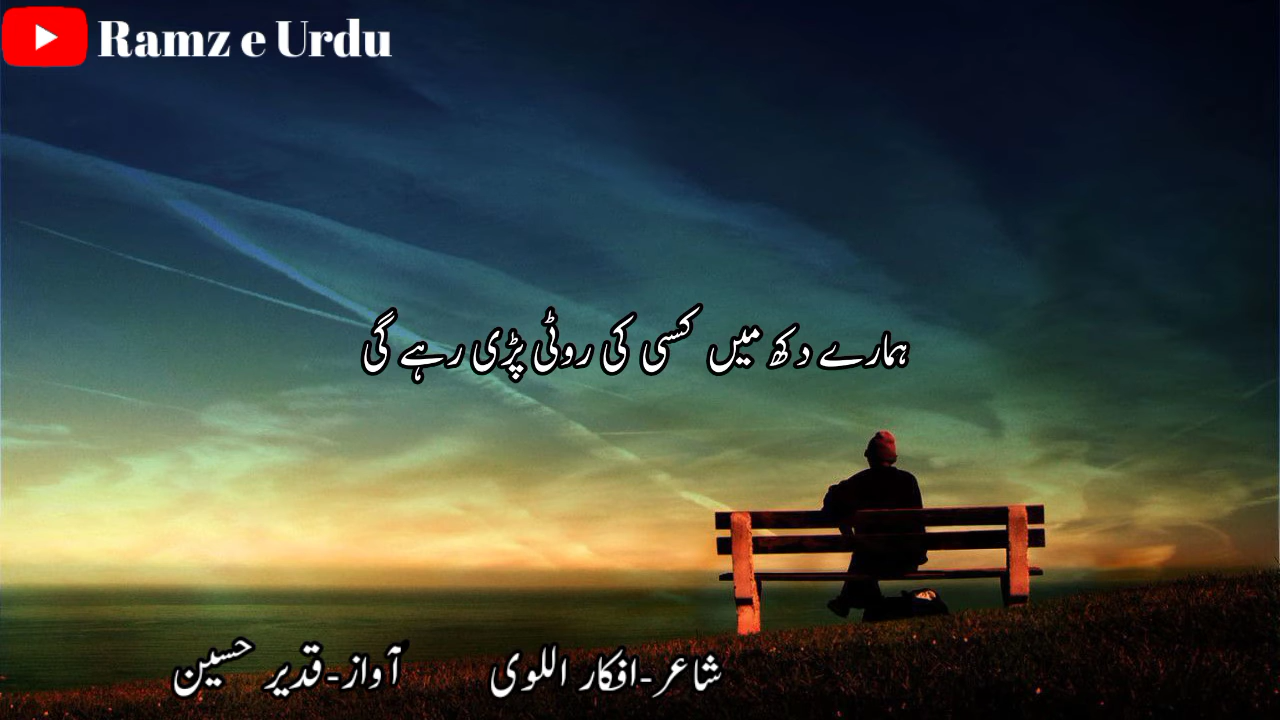 Ramz e Urdu
ہمارے دکھ میں کسی کی روٹی پڑی رہے گی
شاعر-افکار اللوی آواز-قدیر حسین